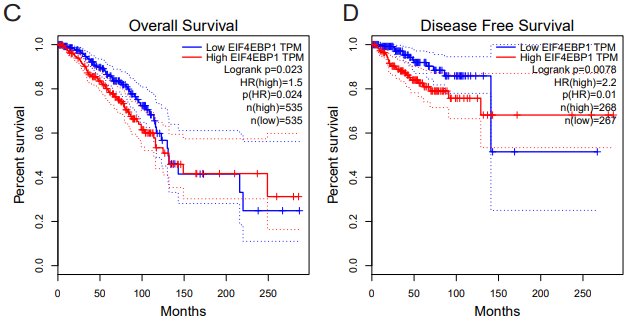 C
Overall Survival
Low EIF4EBP1 TPM
High EIF4EBP1 TPM
Logrank p=0.023
HR(high)=1.5
p(HR)=0.024
n(high)=535
n(low)=535
Percent survival
1.0
0.8
0.6
0.4
0.2
0.0
0 50 100 150 200 250
Months
D
Disease Free Survival
Low EIF4EBP1 TPM
High EIF4EBP1 TPM
Logrank p=0.0078
HR(high)=2.2
p(HR)=0.01
n(high)=268
n(low)=267
Percent survival
1.0
0.8
0.6
0.4
0.2
0.0
0 50 100 150 200 250
Months